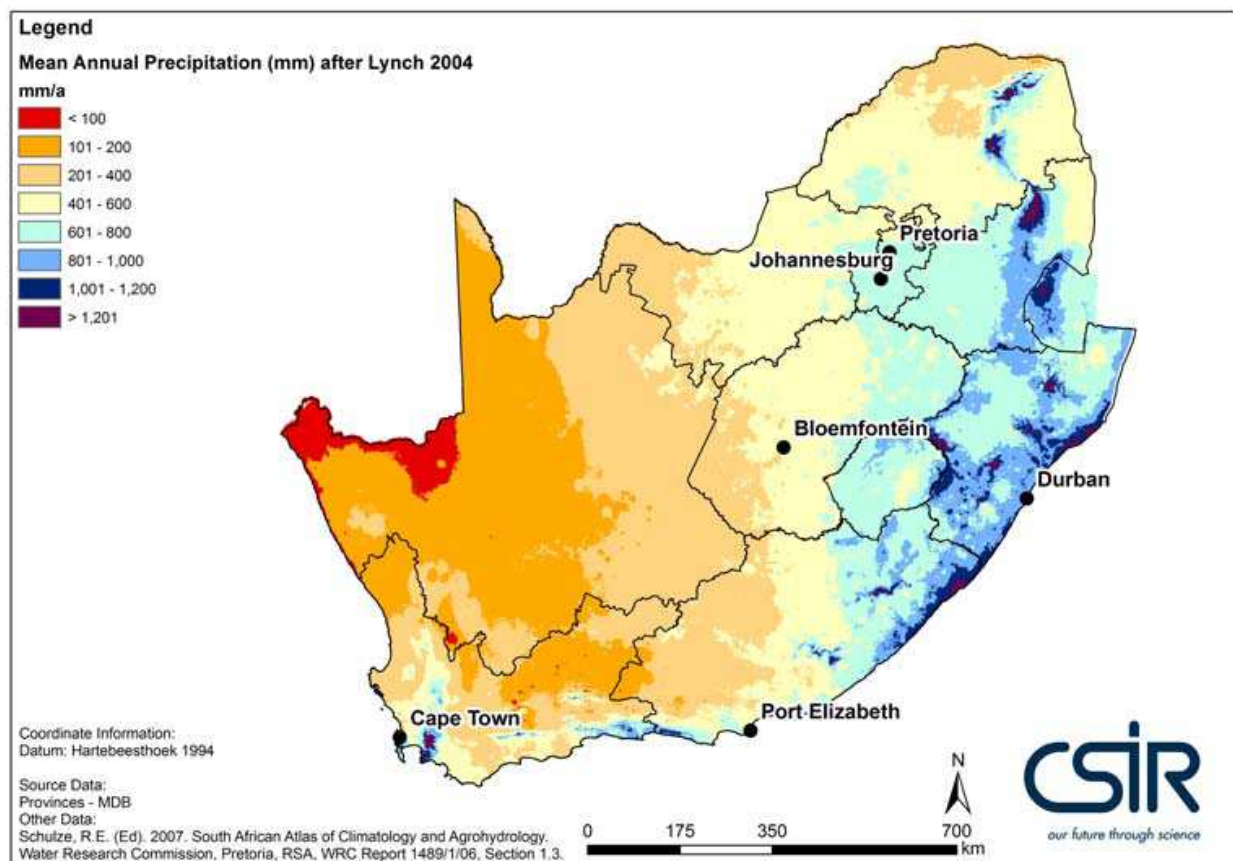 Legend
Mean Annual Precipitation (mm) after Lynch 2004
mm/a
< 100
101 - 200
201 - 400
401 - 600
601 - 800
801 - 1,000
1,001 - 1,200
> 1,201
Pretoria
Johannesburg
Bloemfontein
Durban
Port Elizabeth
Cape Town
Coordinate Information:
Datum: Hartebeesthoek 1994
Source Data:
Provinces - MDB
Other Data:
Schulze, R.E. (Ed). 2007. South African Atlas of Climatology and Agrohydrology.
Water Research Commission, Pretoria, RSA, WRC Report 1489/1/06, Section 1.3.
N
0 175 350 700
km
CSIR
our future through science